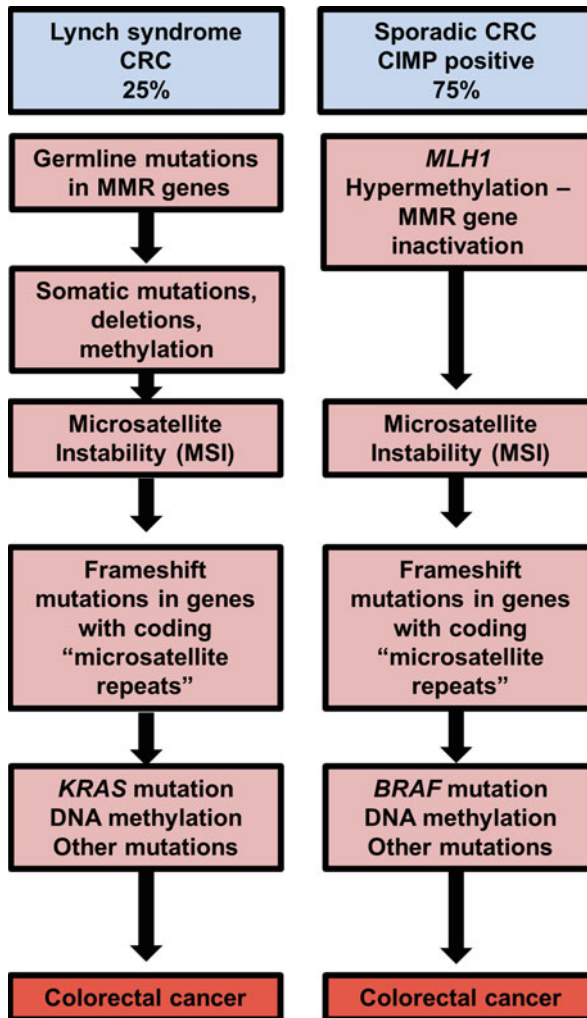 Lynch syndrome
CRC
25%
Germline mutations
in MMR genes
Somatic mutations,
deletions,
methylation
Microsatellite
Instability (MSI)
Frameshift
mutations in genes
with coding
“microsatellite
repeats”
KRAS mutation
DNA methylation
Other mutations
Colorectal cancer
Sporadic CRC
CIMP positive
75%
MLH1
Hypermethylation –
MMR gene
inactivation
Microsatellite
Instability (MSI)
Frameshift
mutations in genes
with coding
“microsatellite
repeats”
BRAF mutation
DNA methylation
Other mutations
Colorectal cancer